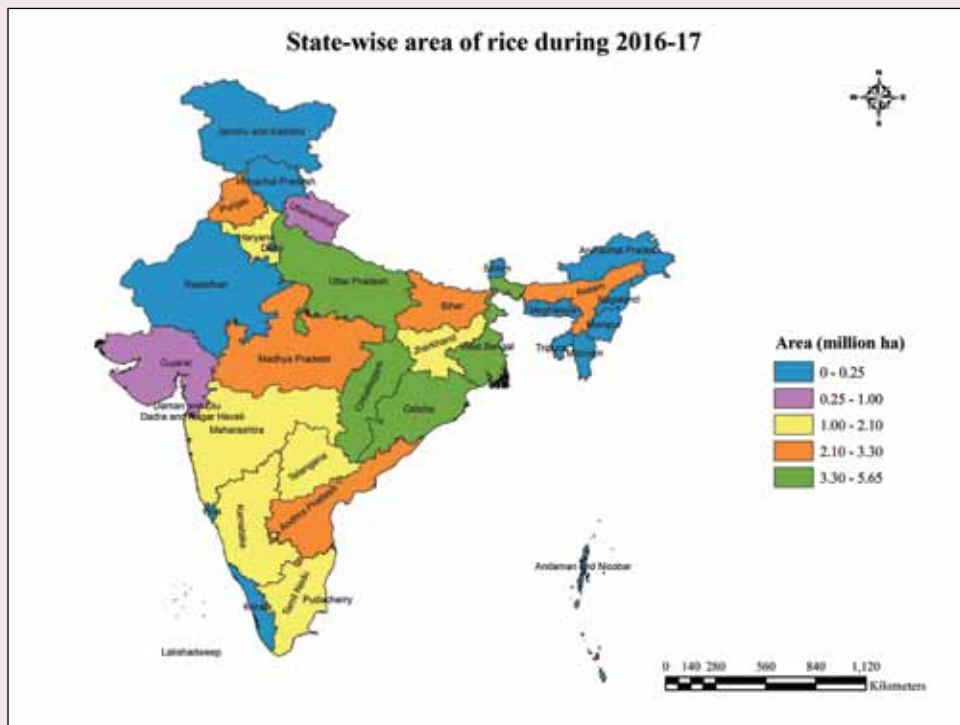 State-wise area of rice during 2016-17
N
W
E
S
Jammu and Kashmir
Himachal Pradesh
Punjab
Uttarakhand
Haryana
Delhi
Rajasthan
Uttar Pradesh
Sikkim
Arunachal Pradesh
Assam
Nagaland
Meghalaya
Manipur
Bihar
Tripura
Mizoram
Jharkhand
West Bengal
Gujarat
Madhya Pradesh
Chhattisgarh
Odisha
Daman and Diu
Dadra and Nagar Haveli
Maharashtra
Telangana
Andhra Pradesh
Goa
Karnataka
Kerala
Tamil Nadu
Puducherry
Lakshadweep
Andaman and Nicobar
Area (million ha)
0 - 0.25
0.25 - 1.00
1.00 - 2.10
2.10 - 3.30
3.30 - 5.65
0 140 280 560 840 1,120
Kilometers